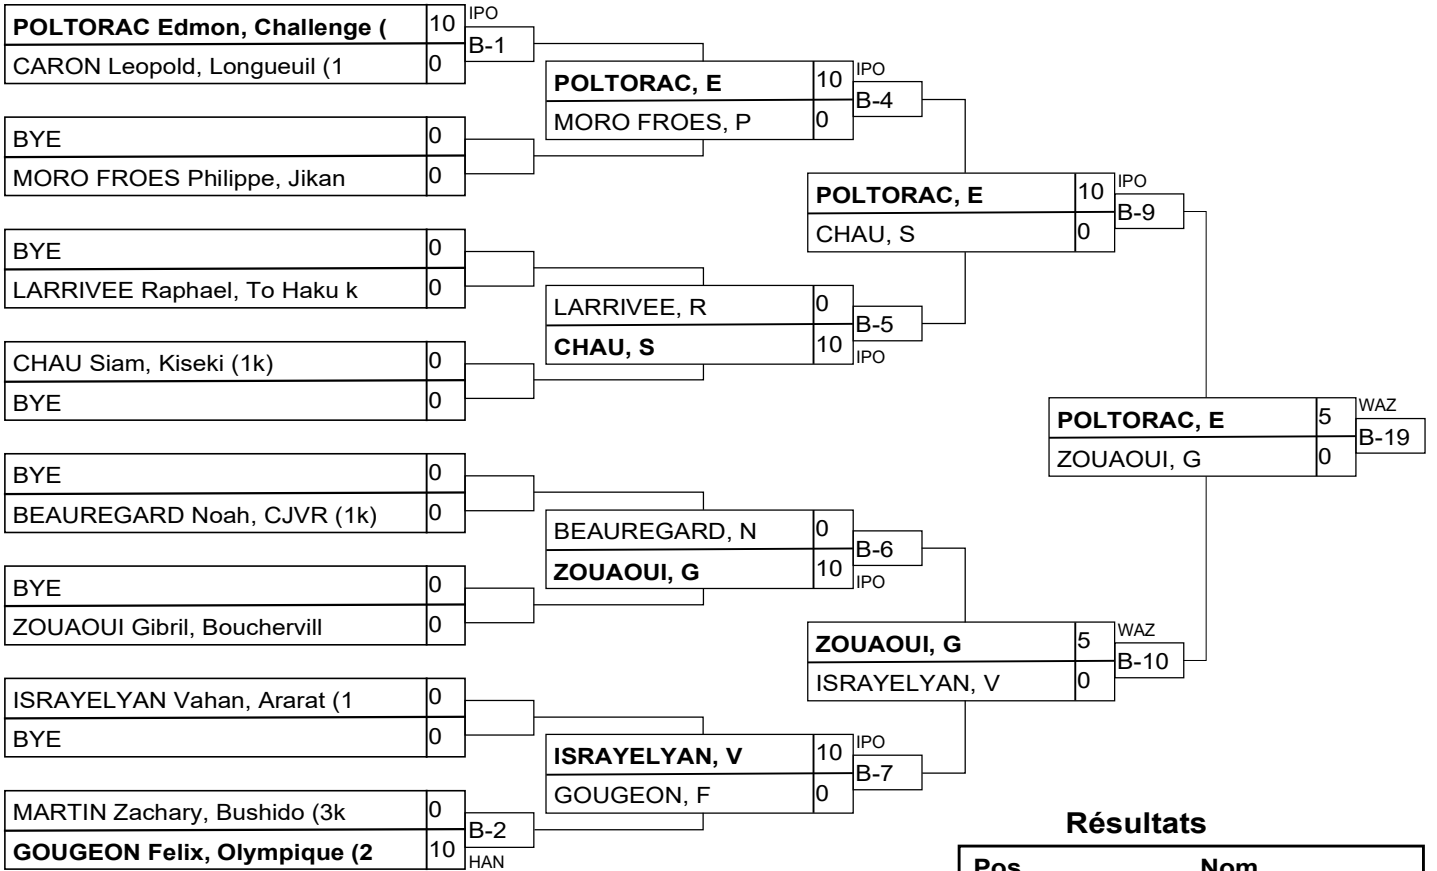 POLTORAC Edmon, Challenge ( 10 IPO
CARON Leopold, Longueuil (1 0
B-1
BYE 0
MORO FROES Philippe, Jikan 0
BYE 0
LARRIVEE Raphael, To Haku k 0
CHAU Siam, Kiseki (1k) 0
BYE 0
BYE 0
BEAUREGARD Noah, CJVR (1k) 0
BYE 0
ZOUAOUI Gibril, Bouchervill 0
ISRAYELYAN Vahan, Ararat (1 0
BYE 0
MARTIN Zachary, Bushido (3k 0
B-2
GOUGEON Felix, Olympique (2 10 HAN
POLTORAC, E 10 IPO
B-4
MORO FROES, P 0
LARRIVEE, R 0
B-5
CHAU, S 10 IPO
BEAUREGARD, N 0
B-6
ZOUAOUI, G 10 IPO
ISRAYELYAN, V 10 IPO
B-7
GOUGEON, F 0
POLTORAC, E 10 IPO
B-9
CHAU, S 0
ZOUAOUI, G 5 WAZ
B-10
ISRAYELYAN, V 0
POLTORAC, E 5 WAZ
B-19
ZOUAOUI, G 0
Résultats
Pos Nom